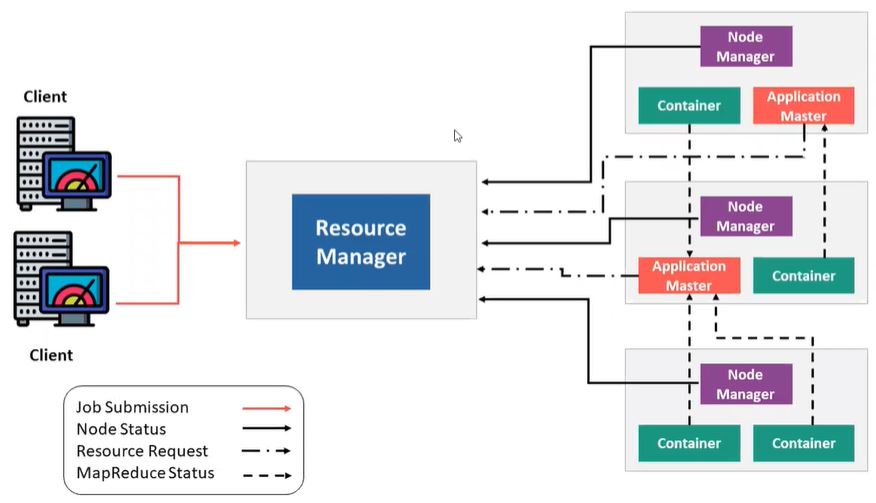 Client
Client
Job Submission
Node Status
Resource Request
MapReduce Status
Resource
Manager
Node
Manager
Container
Application
Master
Node
Manager
Application
Master
Container
Node
Manager
Container
Container